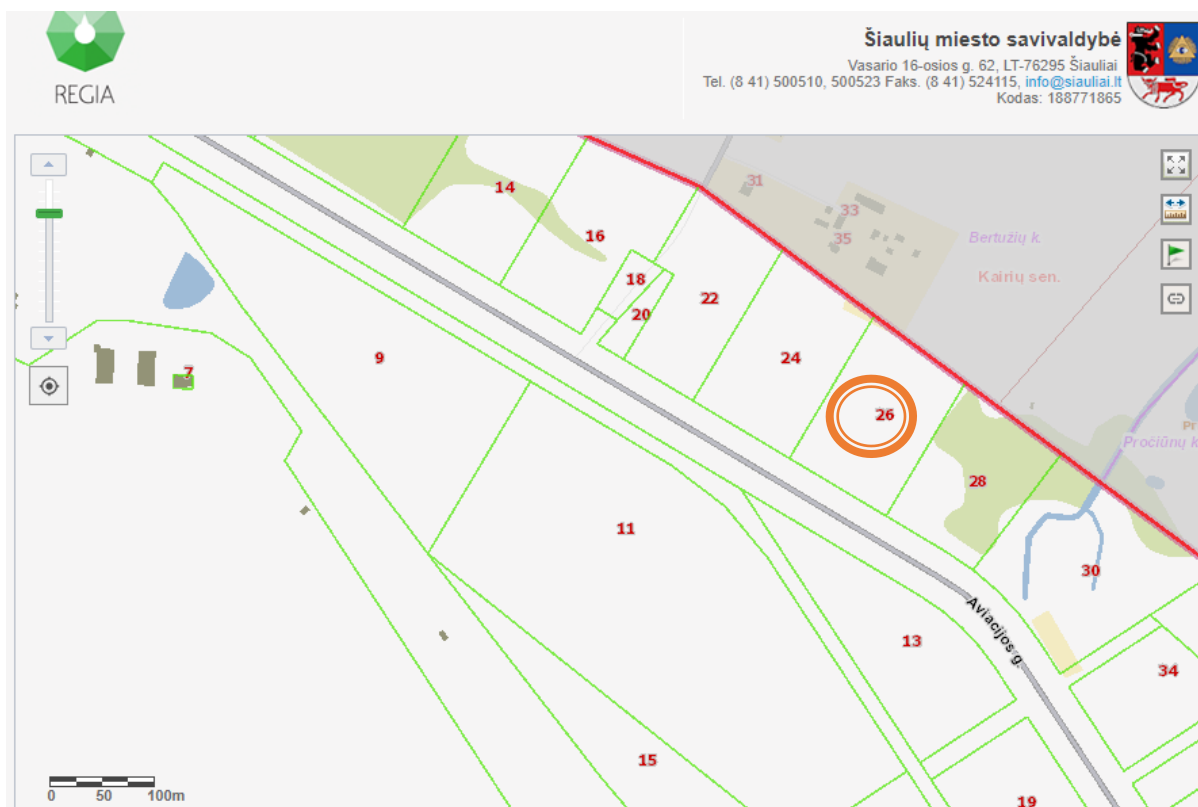 REGIA
Šiaulių miesto savivaldybė
Vasario 16-osios g. 62, LT-76295 Šiauliai
Tel. (8 41) 500510, 500523 Faks. (8 41) 524115, info@siauliai.lt
Kodas: 188771865
31
14
33
16
35
Bertužių k.
Kairių sen.
18
22
20
9
24
7
26
Pr
Pročiūnų k
28
11
30
Aviacijos g.
13
34
15
19
0 50 100m